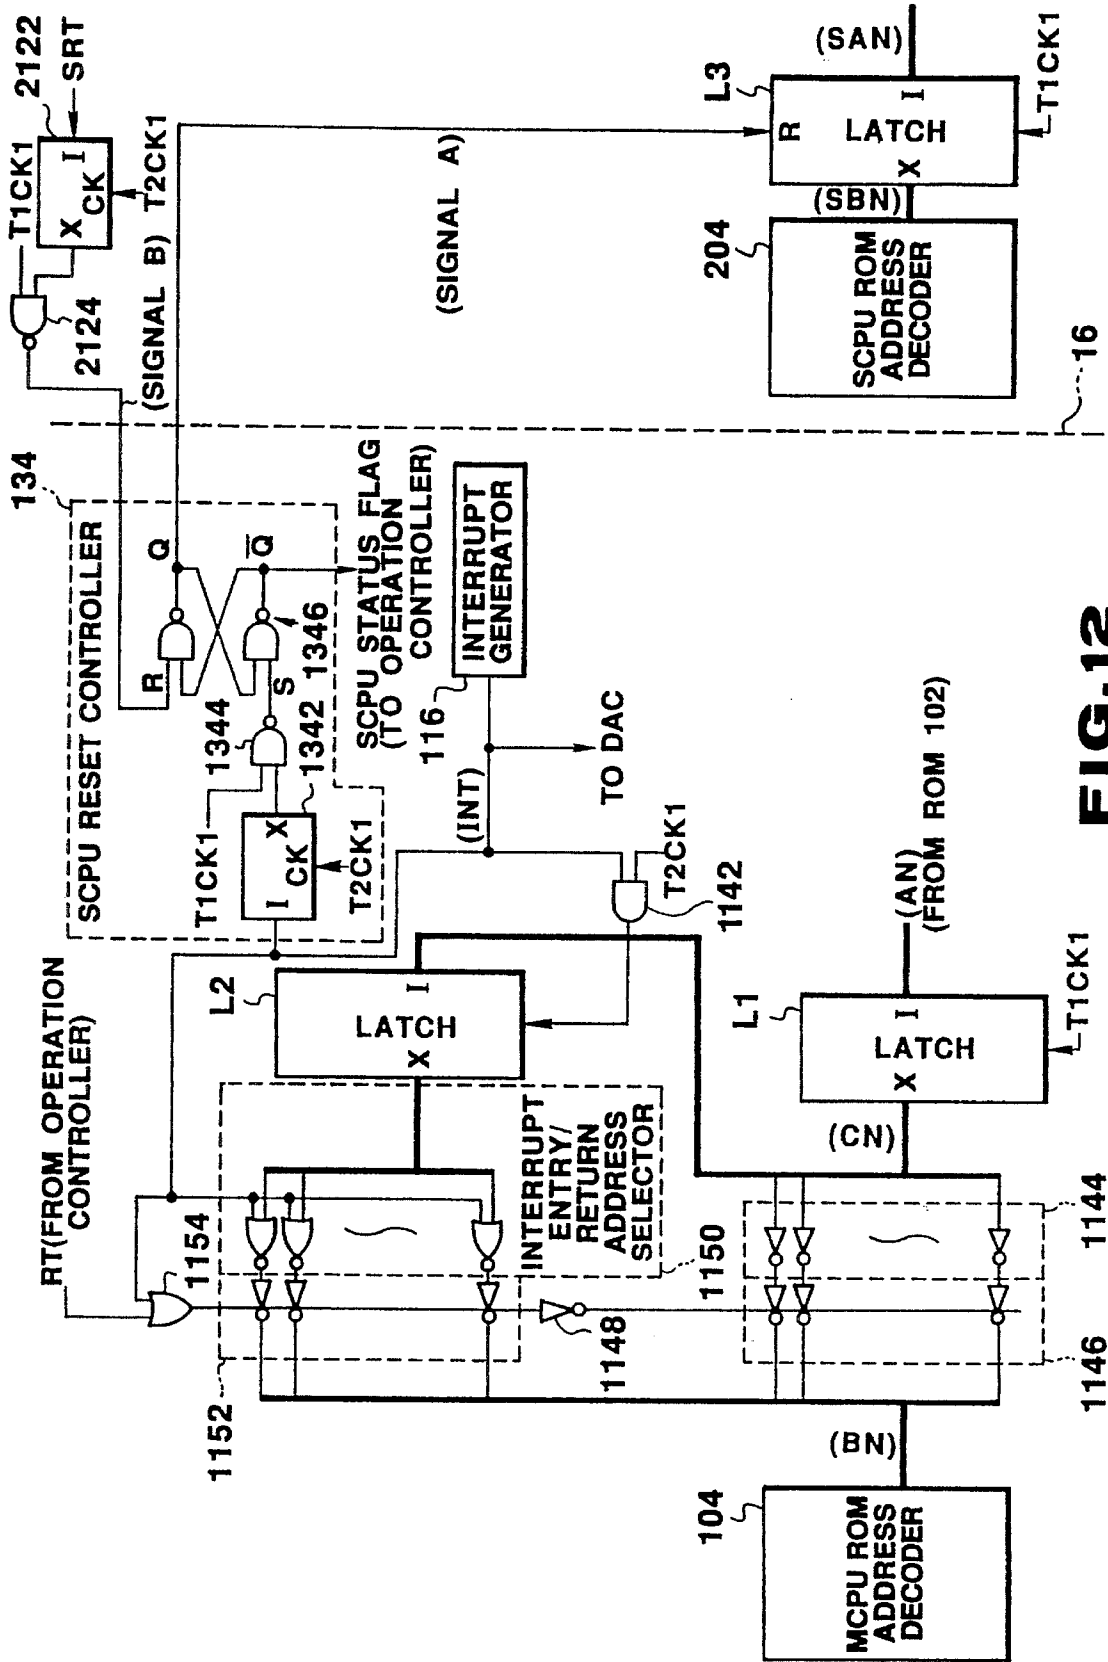 RT(FROM OPERATION
CONTROLLER)
1154
L2
LATCH
I
X
INTERRUPT
ENTRY/
RETURN
ADDRESS
SELECTOR
1150
1152
1148
SCPU RESET CONTROLLER
134
T1CK1
1344
1342
I
X
CK
T2CK1
R
Q
S
Q
1346
SCPU STATUS FLAG
(TO OPERATION
CONTROLLER)
116
INTERRUPT
GENERATOR
(INT)
TO DAC
T2CK1
1142
T1CK1
2122
SRT
X
I
CK
T2CK1
2124
(SIGNAL B)
(SIGNAL A)
L3
R
LATCH
X
I
(SAN)
T1CK1
(SBN)
204
SCPU ROM
ADDRESS
DECODER
16
104
MCPU ROM
ADDRESS
DECODER
(BN)
1146
1144
(CN)
L1
LATCH
X
I
T1CK1
(AN)
(FROM ROM 102)
FIG.12